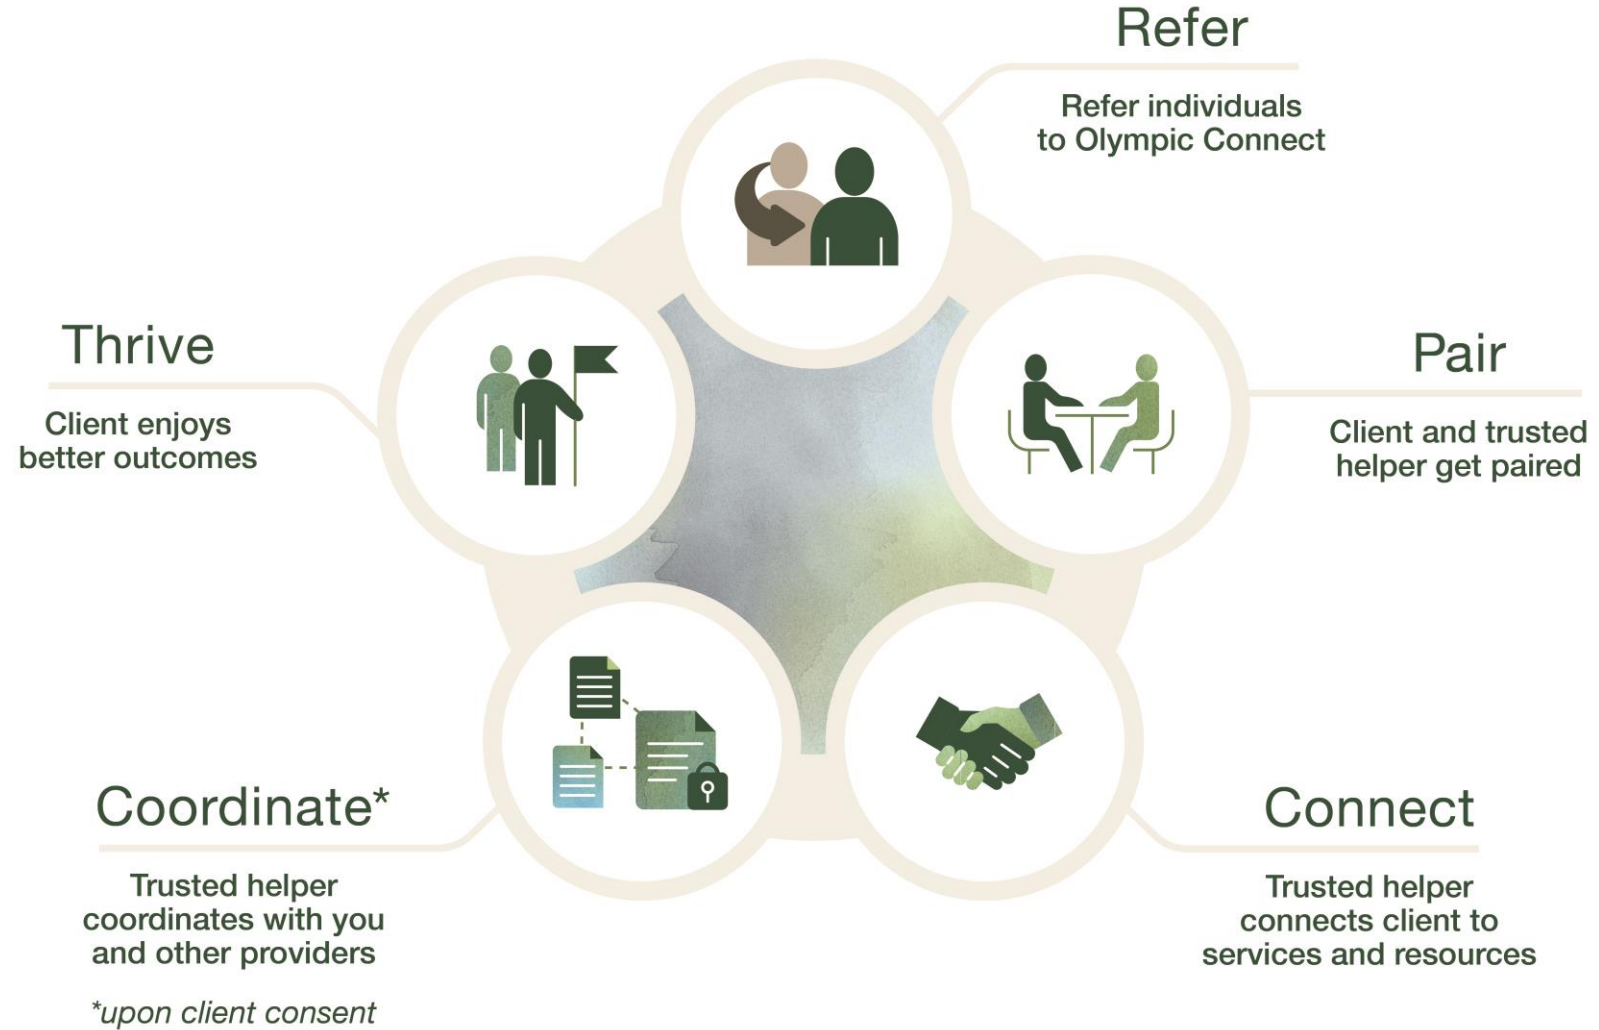 Refer
Refer individuals
to Olympic Connect
Pair
Client and trusted
helper get paired
Connect
Trusted helper
connects client to
services and resources
Coordinate*
Trusted helper
coordinates with you
and other providers
*upon client consent
Thrive
Client enjoys
better outcomes